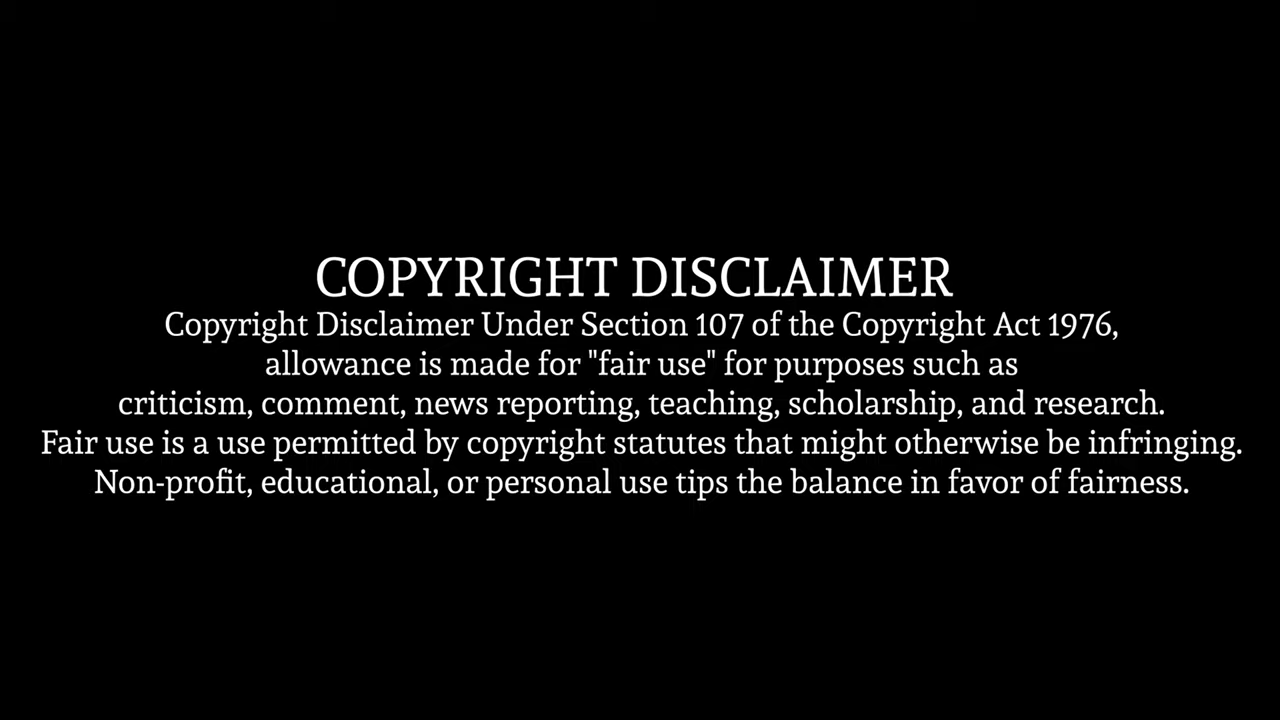 COPYRIGHT DISCLAIMER
Copyright Disclaimer Under Section 107 of the Copyright Act 1976,
allowance is made for "fair use" for purposes such as
criticism, comment, news reporting, teaching, scholarship, and research.
Fair use is a use permitted by copyright statutes that might otherwise be infringing.
Non-profit, educational, or personal use tips the balance in favor of fairness.